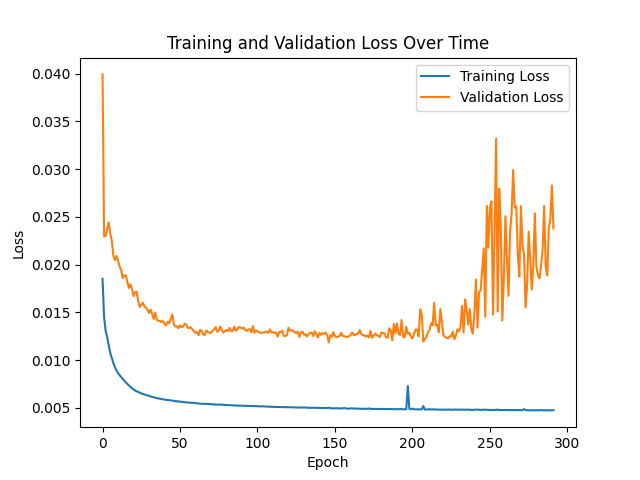 Training and Validation Loss Over Time
Training Loss
Validation Loss
0.040
0.035
0.030
0.025
0.020
0.015
0.010
0.005
Loss
0 50 100 150 200 250 300
Epoch